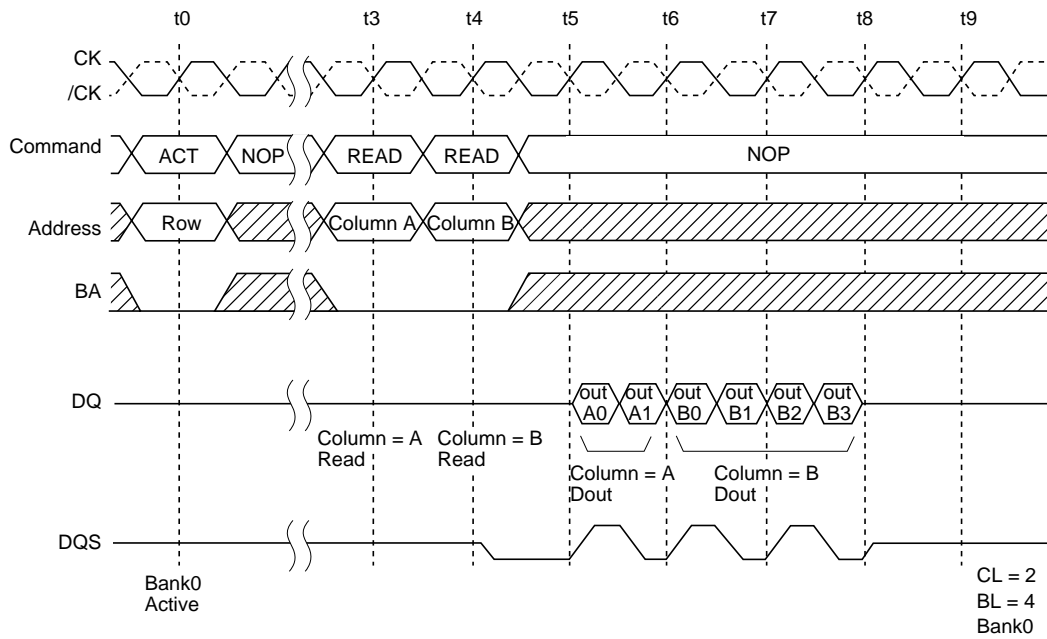 t0 t3 t4 t5 t6 t7 t8 t9
CK
/CK
Command ACT NOP READ READ NOP
Address Row Column A Column B
BA
DQ out A0 out A1 out B0 out B1 out B2 out B3
Column = A
Read
Column = B
Read
Column = A
Dout
Column = B
Dout
DQS
Bank0
Active
CL = 2
BL = 4
Bank0